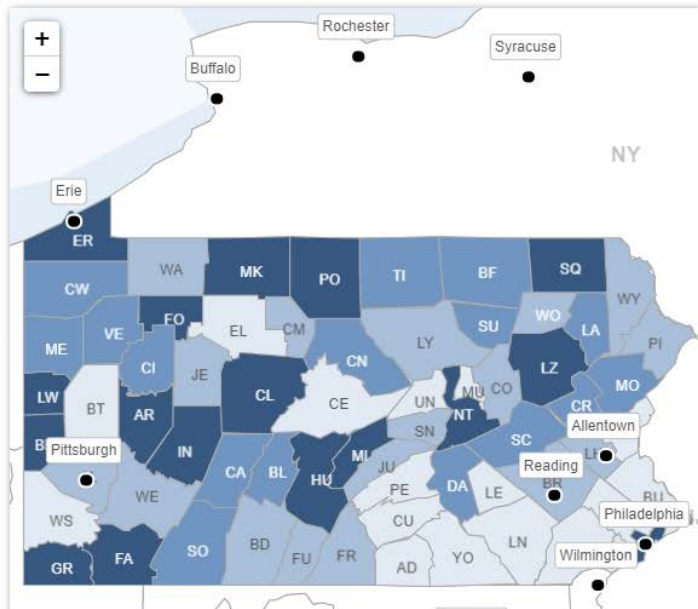 +
−
Rochester
Syracuse
Buffalo
NY
Erie
ER
WA
MK
PO
TI
BF
SQ
WY
CW
FO
EL
CM
LY
SU
WO
LA
PI
ME
VE
CI
JE
CN
LZ
MO
LW
BT
AR
CL
CE
UN
MU
CO
CR
NT
Allentown
Pittsburgh
IN
CA
BL
HU
JU
SN
SC
Reading
WS
WE
PE
DA
LE
BU
Philadelphia
GR
FA
SO
BD
FU
FR
CU
AD
YO
LN
Wilmington